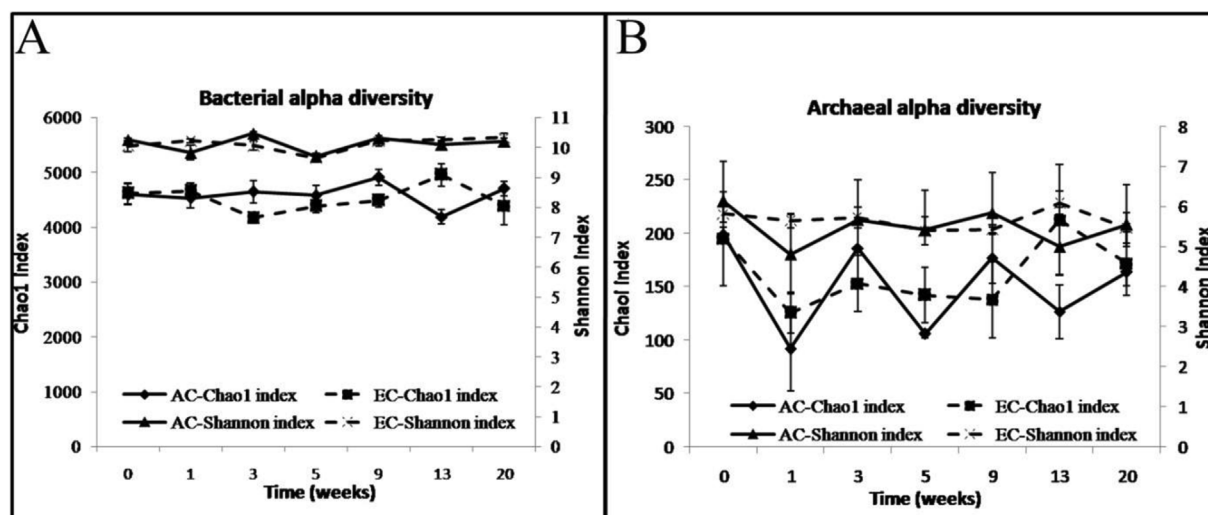 A
Bacterial alpha diversity
6000
5000
4000
3000
2000
1000
0
Chao1 Index
11
10
9
8
7
6
5
4
3
2
1
0
Shannon Index
AC-Chao1 index
EC-Chao1 index
AC-Shannon index
EC-Shannon index
0 1 3 5 9 13 20
Time (weeks)
B
Archaeal alpha diversity
300
250
200
150
100
50
0
ChaoI Index
8
7
6
5
4
3
2
1
0
Shannon Index
AC-Chao1 index
EC-Chao1 index
AC-Shannon index
EC-Shannon index
0 1 3 5 9 13 20
Time (weeks)